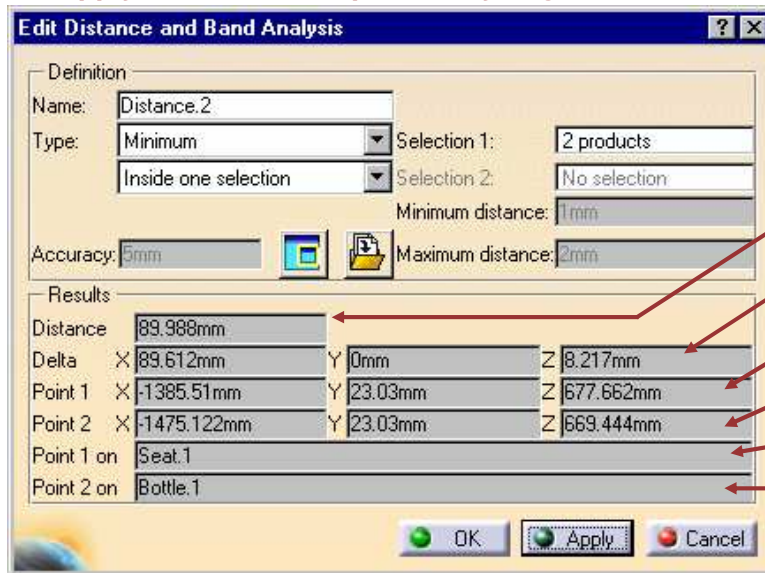 Edit Distance and Band Analysis
Definition
Name: Distance.2
Type: Minimum Selection 1: 2 products
Inside one selection Selection 2: No selection
Minimum distance: 1mm
Accuracy: 5mm Maximum distance: 2mm
Results
Distance 89.988mm
Delta X 89.612mm Y 0mm Z 8.217mm
Point 1 X -1385.51mm Y 23.03mm Z 677.662mm
Point 2 X -1475.122mm Y 23.03mm Z 669.444mm
Point 1 on Seat.1
Point 2 on Bottle.1
OK Apply Cancel